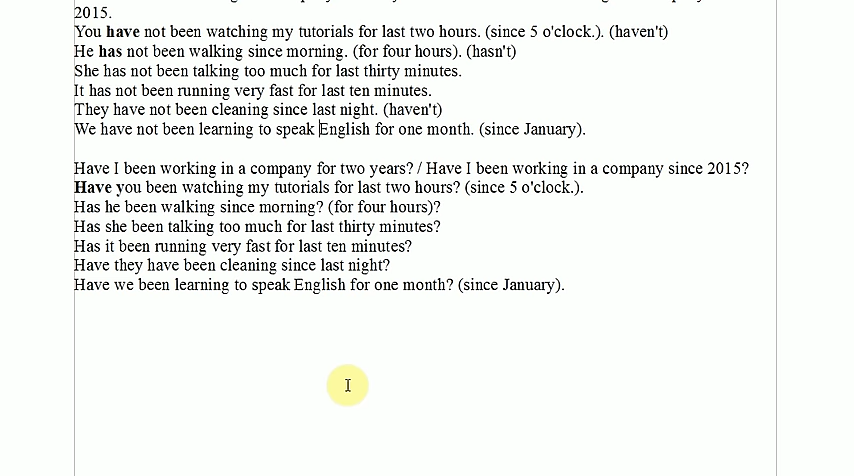 2015.
You have not been watching my tutorials for last two hours. (since 5 o'clock.). (haven't)
He has not been walking since morning. (for four hours). (hasn't)
She has not been talking too much for last thirty minutes.
It has not been running very fast for last ten minutes.
They have not been cleaning since last night. (haven't)
We have not been learning to speak English for one month. (since January).
Have I been working in a company for two years? / Have I been working in a company since 2015?
Have you been watching my tutorials for last two hours? (since 5 o'clock.).
Has he been walking since morning? (for four hours)?
Has she been talking too much for last thirty minutes?
Has it been running very fast for last ten minutes?
Have they have been cleaning since last night?
Have we been learning to speak English for one month? (since January).